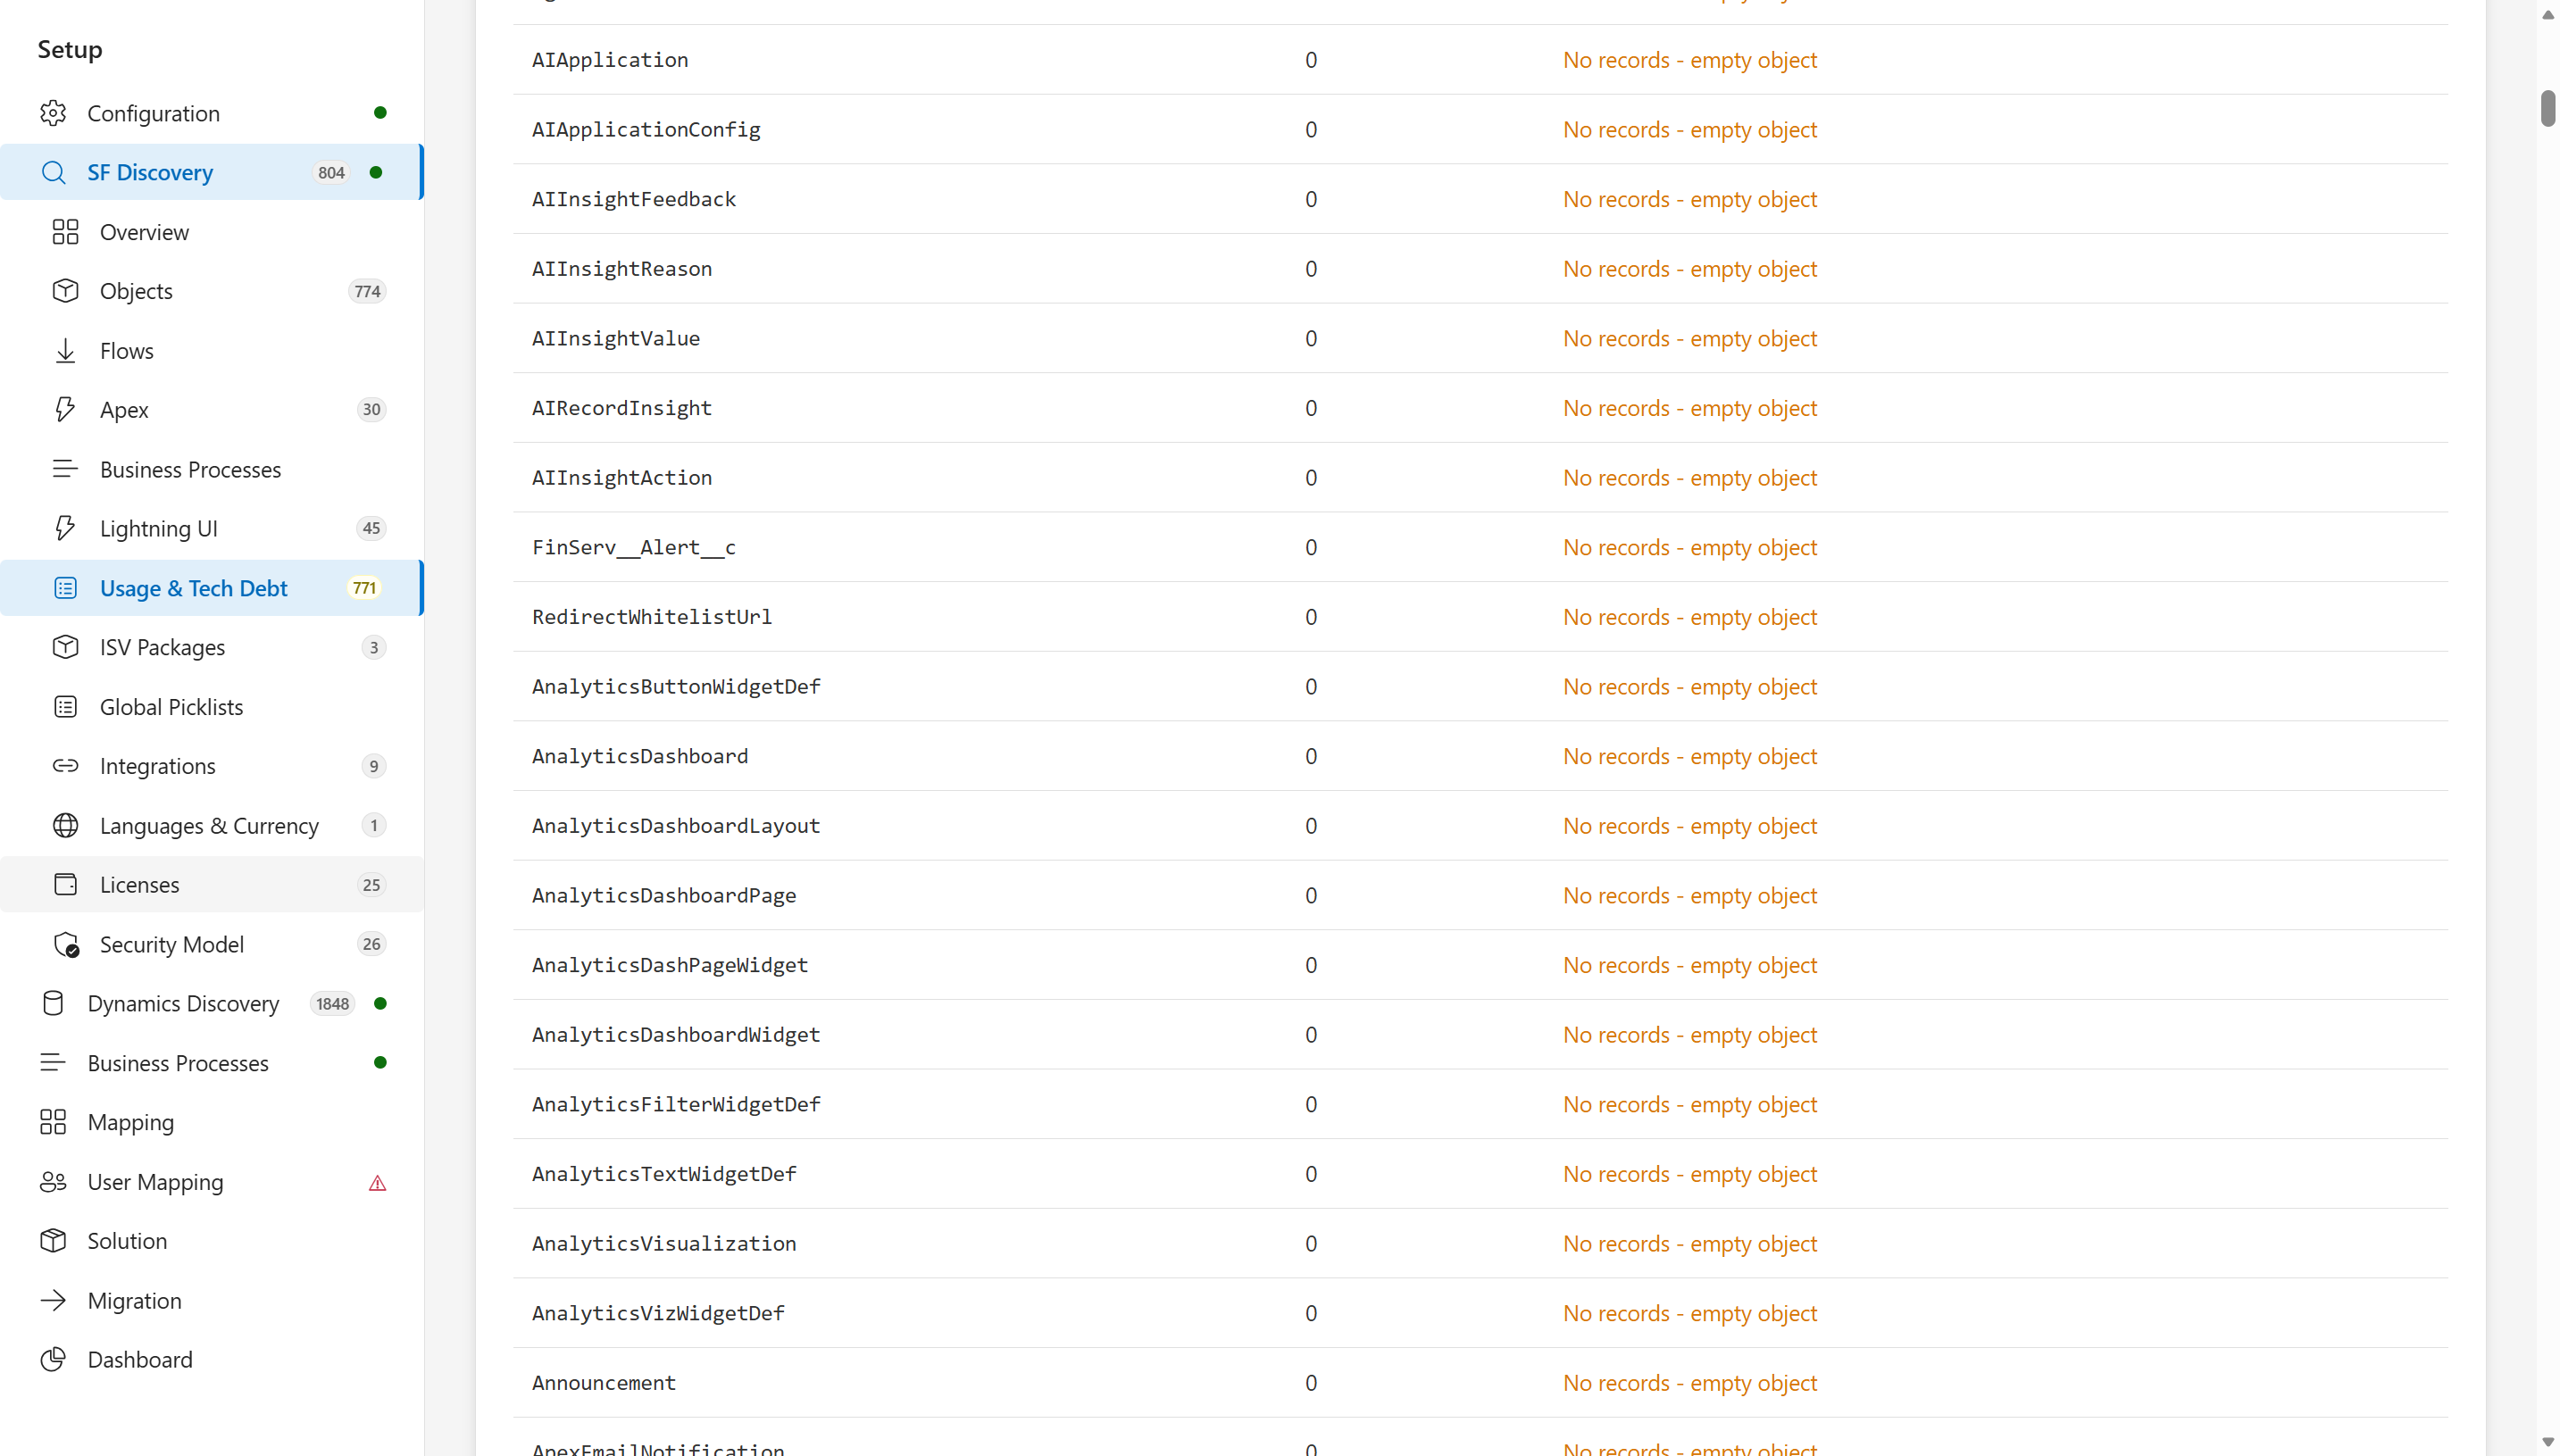 Setup
Configuration
SF Discovery 804
Overview
Objects 774
Flows
Apex 30
Business Processes
Lightning UI 45
Usage & Tech Debt 771
ISV Packages 3
Global Picklists
Integrations 9
Languages & Currency 1
Licenses 25
Security Model 26
Dynamics Discovery 1848
Business Processes
Mapping
User Mapping
Solution
Migration
Dashboard
AIApplication 0 No records - empty object
AIApplicationConfig 0 No records - empty object
AIInsightFeedback 0 No records - empty object
AIInsightReason 0 No records - empty object
AIInsightValue 0 No records - empty object
AIRecordInsight 0 No records - empty object
AIInsightAction 0 No records - empty object
FinServ__Alert__c 0 No records - empty object
RedirectWhitelistUrl 0 No records - empty object
AnalyticsButtonWidgetDef 0 No records - empty object
AnalyticsDashboard 0 No records - empty object
AnalyticsDashboardLayout 0 No records - empty object
AnalyticsDashboardPage 0 No records - empty object
AnalyticsDashPageWidget 0 No records - empty object
AnalyticsDashboardWidget 0 No records - empty object
AnalyticsFilterWidgetDef 0 No records - empty object
AnalyticsTextWidgetDef 0 No records - empty object
AnalyticsVisualization 0 No records - empty object
AnalyticsVizWidgetDef 0 No records - empty object
Announcement 0 No records - empty object
ApexEmailNotification 0 No records - empty object